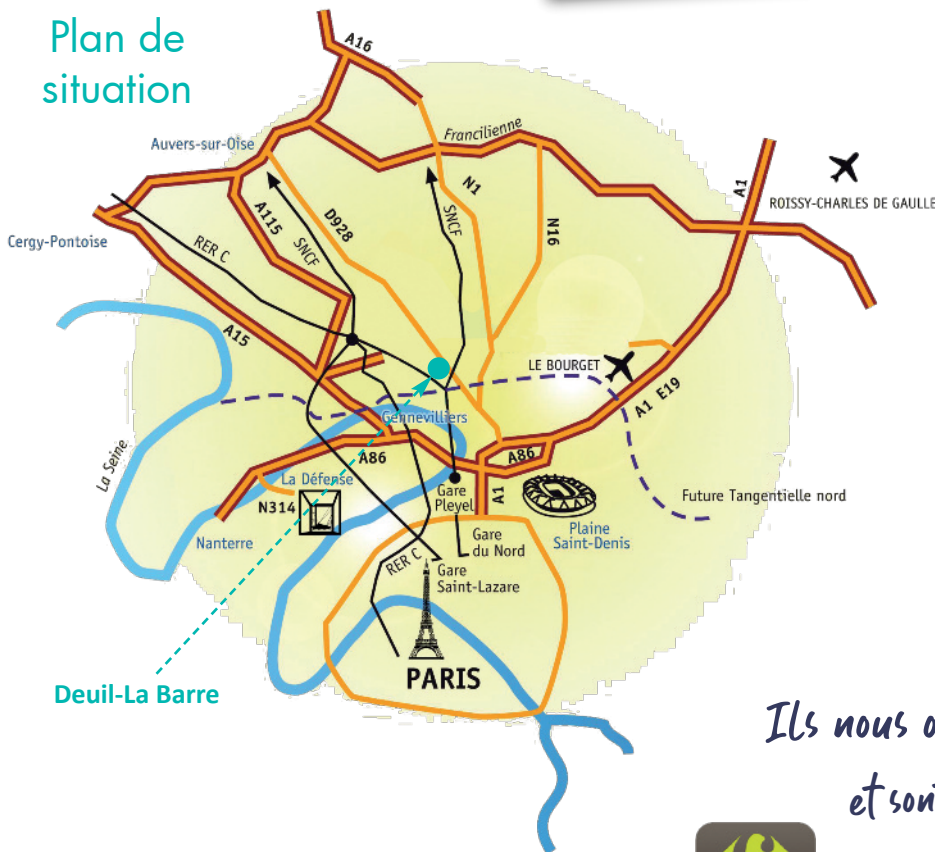 Plan de
situation
A16
Auvers-sur-Oise
Francilienne
A1
ROISSY-CHARLES DE GAULLE
N1
A115
D928
SNCF
SNCF
N16
Cergy-Pontoise
RER C
A15
LE BOURGET
A1 E19
Gennevilliers
La Seine
A86
A86
La Défense
N314
Gare
Pleyel
A1
Plaine
Saint-Denis
Future Tangentielle nord
Nanterre
Gare
du Nord
RER C
Gare
Saint-Lazare
PARIS
Deuil-La Barre
Ils nous
et